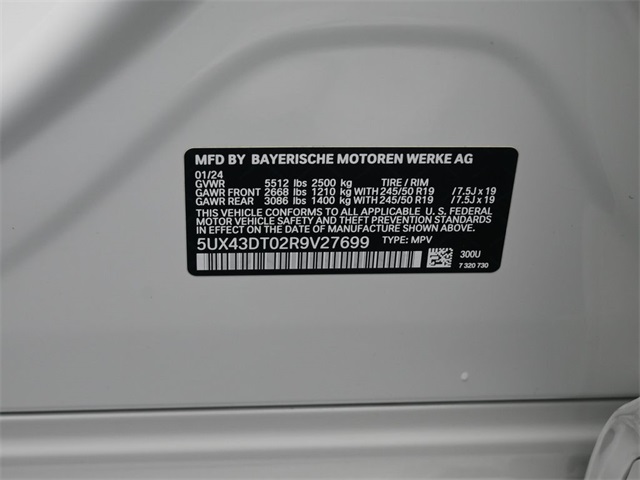 MFD BY BAYERISCHE MOTOREN WERKE AG
01/24
GVWR 5512 lbs 2500 kg TIRE / RIM
GAWR FRONT 2668 lbs 1210 kg WITH 245/50 R19 / 7.5J x 19
GAWR REAR 3086 lbs 1400 kg WITH 245/50 R19 / 7.5J x 19
THIS VEHICLE CONFORMS TO ALL APPLICABLE U. S. FEDERAL
MOTOR VEHICLE SAFETY AND THEFT PREVENTION STANDARDS
IN EFFECT ON THE DATE OF MANUFACTURE SHOWN ABOVE.
5UX43DT02R9V27699 TYPE: MPV
300U
7 320 730